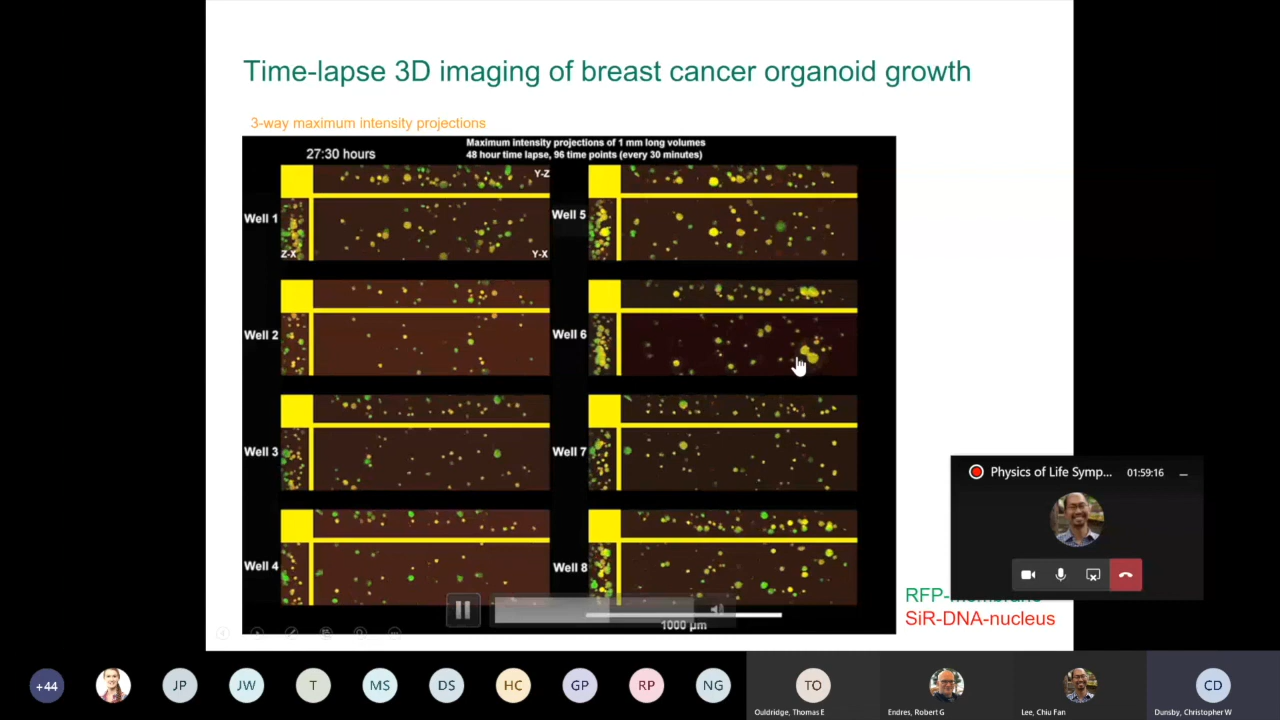 Time-lapse 3D imaging of breast cancer organoid growth
3-way maximum intensity projections
Maximum intensity projections of 1 mm long volumes
27:30 hours
48 hour time lapse, 96 time points (every 30 minutes)
Y-Z
Well 1
Well 5
Z-X
Y-X
Well 2
Well 6
Well 3
Well 7
Physics of Life Symp...
01:59:16
Well 4
Well 8
1000 µm
RFP-membrane
SiR-DNA-nucleus
+44
JP
JW
T
MS
DS
HC
GP
RP
NG
TO
CD
Ouldridge, Thomas E
Endres, Robert G
Lee, Chiu Fan
Dunsby, Christopher W